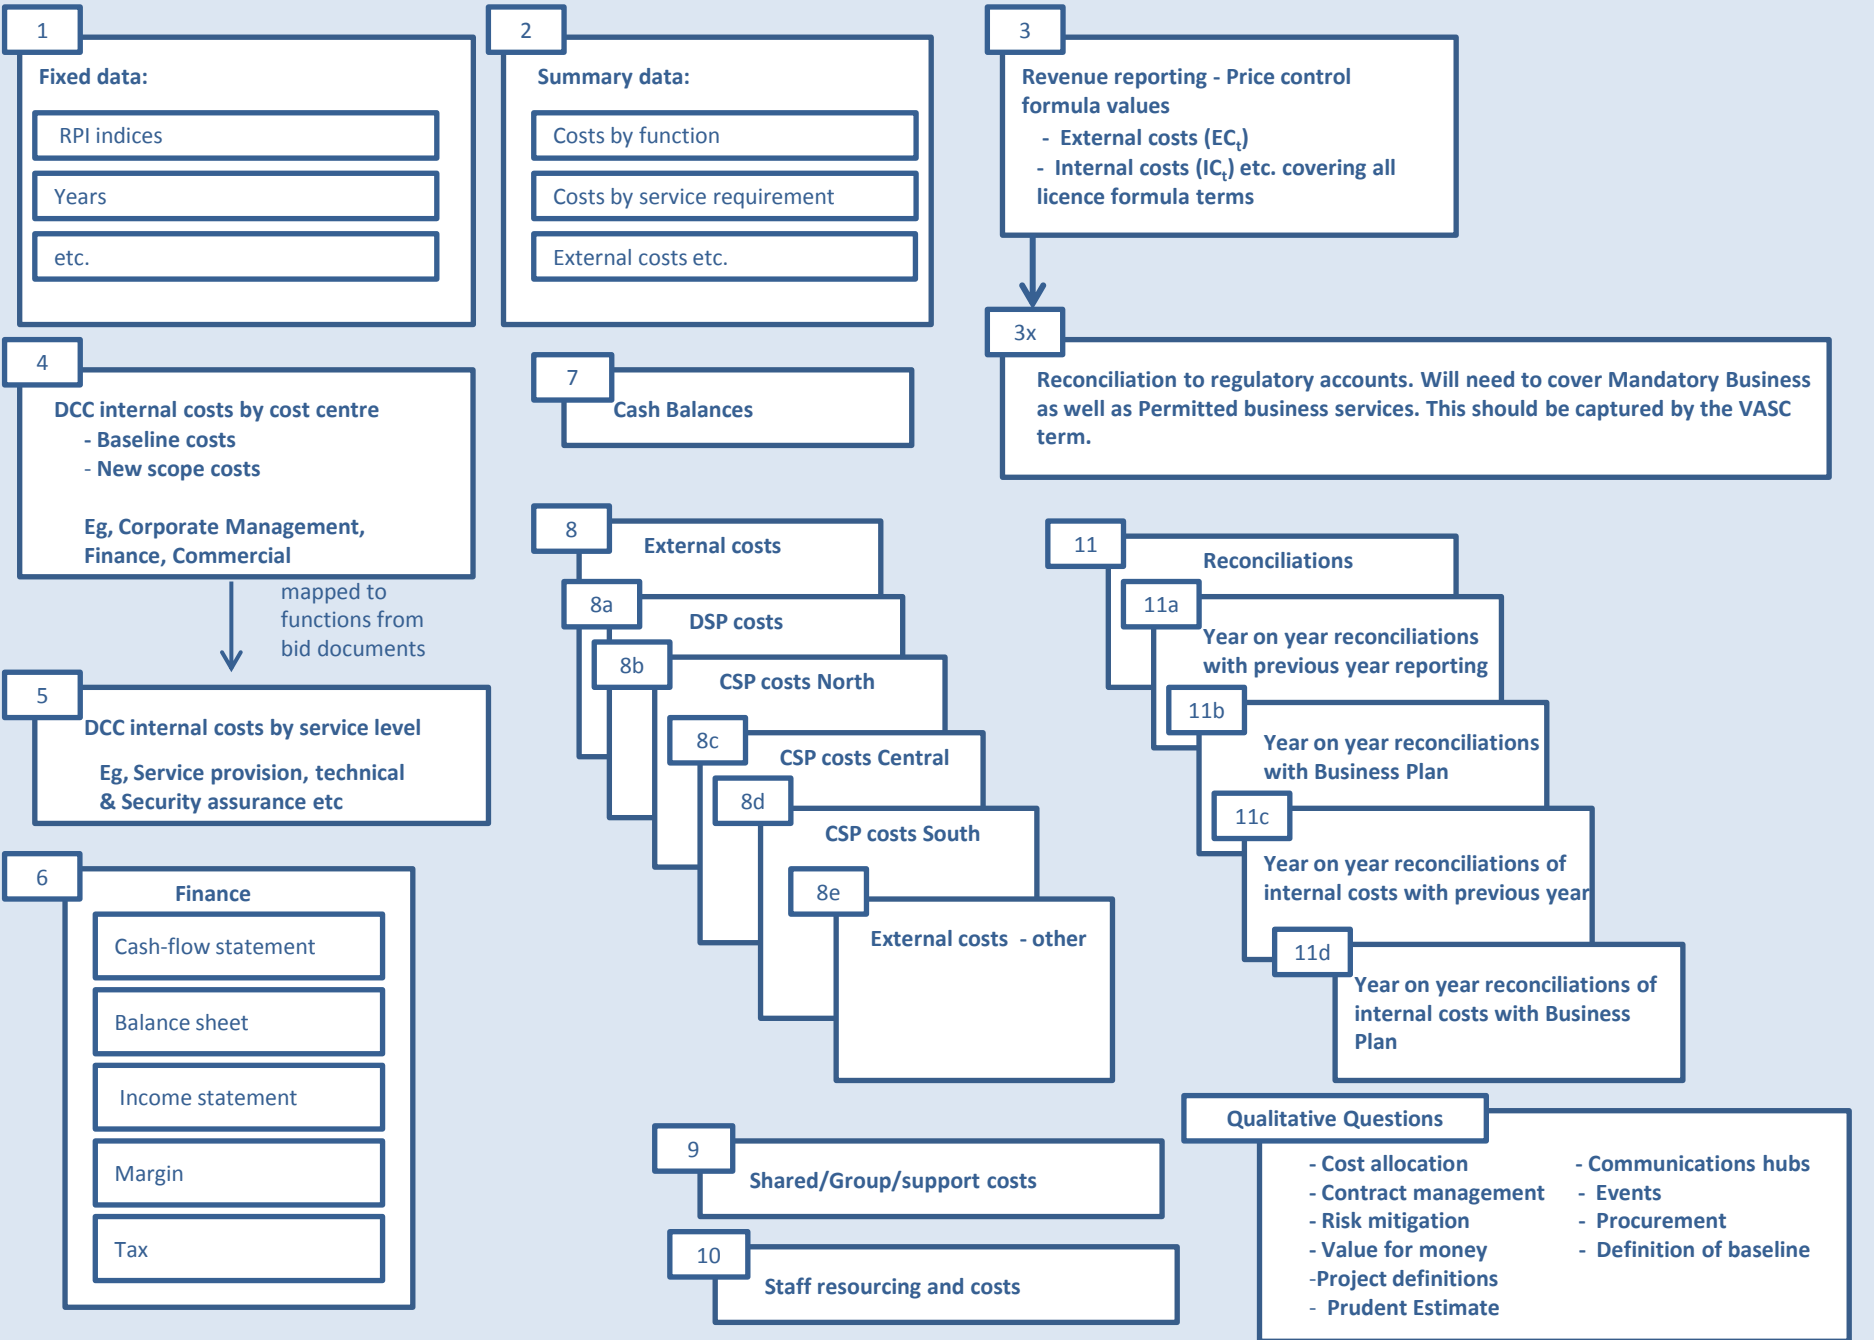 1
Fixed data:
RPI indices
Years
etc.
2
Summary data:
Costs by function
Costs by service requirement
External costs etc.
3
Revenue reporting - Price control
formula values
- External costs (ECt)
- Internal costs (ICt) etc. covering all
licence formula terms
3x
Reconciliation to regulatory accounts. Will need to cover Mandatory Business
as well as Permitted business services. This should be captured by the VASC
term.
4
DCC internal costs by cost centre
- Baseline costs
- New scope costs
Eg, Corporate Management,
Finance, Commercial
mapped to
functions from
bid documents
5
DCC internal costs by service level
Eg, Service provision, technical
& Security assurance etc
6
Finance
Cash-flow statement
Balance sheet
Income statement
Margin
Tax
7
Cash Balances
8
External costs
8a
DSP costs
8b
CSP costs North
8c
CSP costs Central
8d
CSP costs South
8e
External costs - other
9
Shared/Group/support costs
10
Staff resourcing and costs
11
Reconciliations
11a
Year on year reconciliations
with previous year reporting
11b
Year on year reconciliations
with Business Plan
11c
Year on year reconciliations of
internal costs with previous year
11d
Year on year reconciliations of
internal costs with Business
Plan
Qualitative Questions
- Cost allocation
- Contract management
- Risk mitigation
- Value for money
-Project definitions
- Prudent Estimate
- Communications hubs
- Events
- Procurement
- Definition of baseline